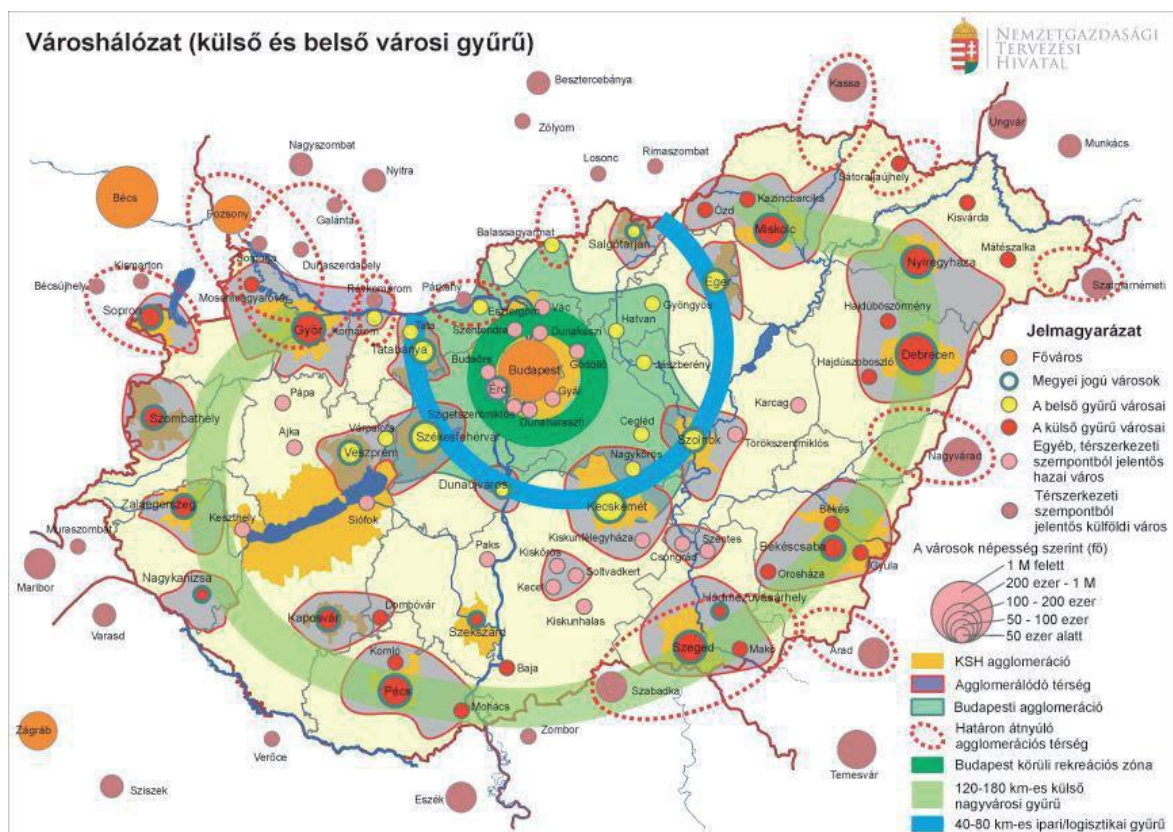 Városhálózat (külső és belső városi gyűrű)
NEMZETGAZDASÁGI
TERVEZÉSI
HIVATAL
Besztercebánya
Kassa
Zólyom
Ungvár
Nagyszombat
Losonc
Rimaszombat
Munkács
Nyitra
Sátoraljaújhely
Bécs
Pozsony
Galánta
Ózd
Kazincbarcika
Kisvárda
Balassagyarmat
Salgótarján
Miskolc
Somorja
Dunaszerdahely
Mátészalka
Kismarton
Bécsújhely
Nyíregyháza
Mosonmagyaróvár
Révkomárom
Párkány
Eger
Szatmárnémeti
Sopron
Esztergom
Vác
Gyöngyös
Hajdúböszörmény
Győr
Komárom
Tata
Szentendre
Dunakeszi
Hatvan
Tatabánya
Budaörs
Gödöllő
Debrecen
Budapest
Jászberény
Hajdúszoboszló
Érd
Gyál
Pápa
Szigetszentmiklós
Karcag
Szombathely
Várpalota
Dunaharaszti
Ajka
Székesfehérvár
Cegléd
Szolnok
Törökszentmiklós
Veszprém
Nagykőrös
Nagyvárad
Dunaújváros
Zalaegerszeg
Kecskemét
Keszthely
Siófok
Békés
Muraszombat
Paks
Kiskunfélegyháza
Szentes
Csongrád
Békéscsaba
Gyula
Kiskőrös
Maribor
Nagykanizsa
Soltvadkert
Orosháza
Kecel
Hódmezővásárhely
Dombóvár
Kaposvár
Kiskunhalas
Varasd
Szekszárd
Szeged
Makó
Arad
Komló
Baja
Szabadka
Pécs
Mohács
Zágráb
Zombor
Verőce
Temesvár
Sziszek
Eszék
Jelmagyarázat
Főváros
Megyei jogú városok
A belső gyűrű városai
A külső gyűrű városai
Egyéb, térszerkezeti
szempontból jelentős
hazai város
Térszerkezeti
szempontból
jelentős külföldi város
A városok népesség szerint (fő)
1 M felett
200 ezer - 1 M
100 - 200 ezer
50 - 100 ezer
50 ezer alatt
KSH agglomeráció
Agglomerálódó térség
Budapesti agglomeráció
Határon átnyúló
agglomerációs térség
Budapest körüli rekreációs zóna
120-180 km-es külső
nagyvárosi gyűrű
40-80 km-es ipari/logisztikai gyűrű